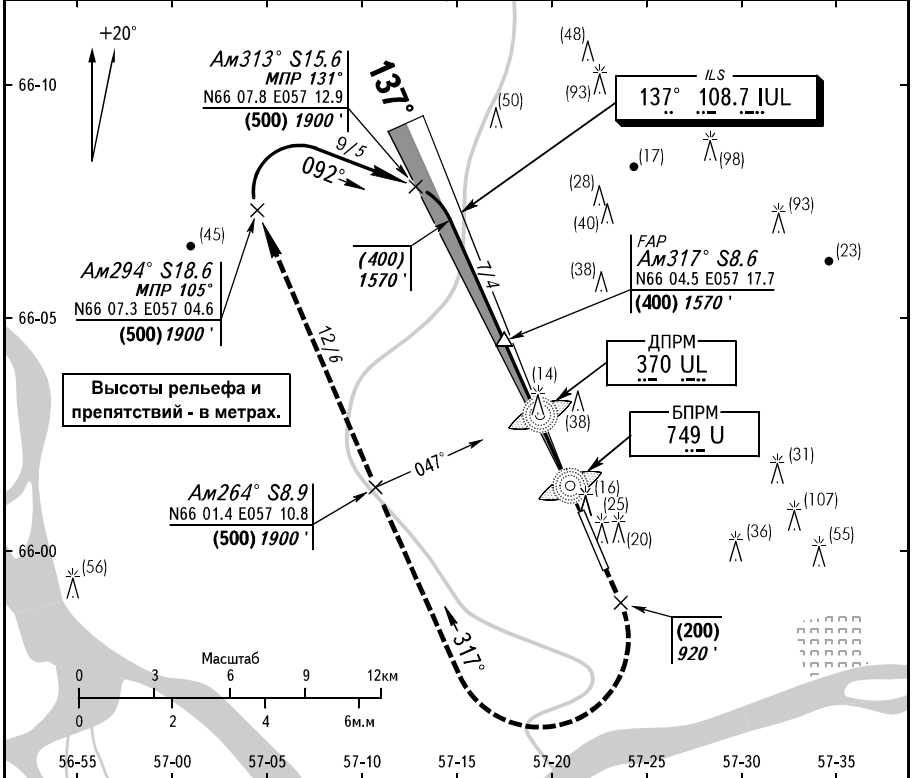 +20°
66-10
66-05
66-00
Ам313° S15.6
МПР 131°
N66 07.8 E057 12.9
(500) 1900'
137°
9/5
092°
(50)
(48)
(93)
ILS
137° 108.7 IUL
(98)
(17)
(28)
(40)
(93)
(23)
(38)
(45)
Ам294° S18.6
МПР 105°
N66 07.3 E057 04.6
(500) 1900'
(400)
1570'
7/4
FAP
Ам317° S8.6
N66 04.5 E057 17.7
(400) 1570'
12/6
Высоты рельефа и
препятствий - в метрах.
ДПРМ
370 UL
(14)
(38)
БПРМ
749 U
047°
Ам264° S8.9
N66 01.4 E057 10.8
(500) 1900'
(16)
(25)
(20)
(31)
(107)
(36)
(55)
(56)
317°
(200)
920'
Масштаб
0 3 6 9 12км
0 2 4 6м.м
56-55 57-00 57-05 57-10 57-15 57-20 57-25 57-30 57-35